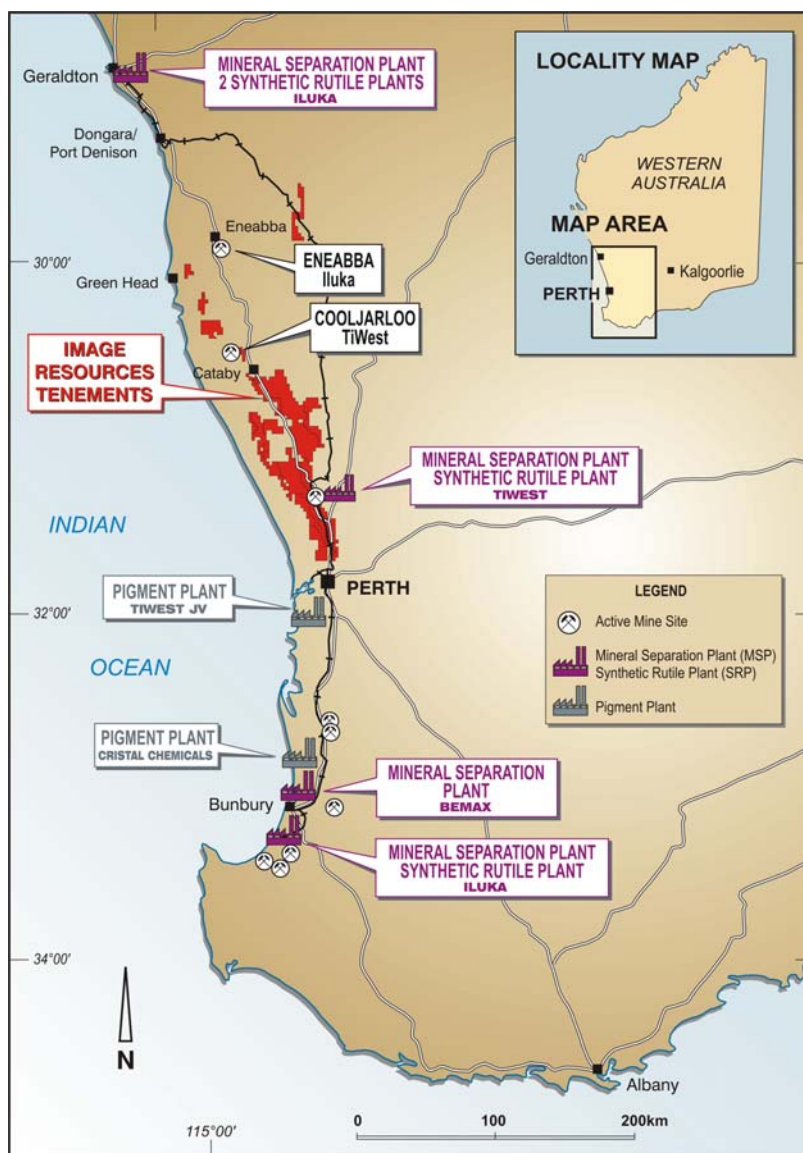 Geraldton
MINERAL SEPARATION PLANT
2 SYNTHETIC RUTILE PLANTS
ILUKA
LOCALITY MAP
WESTERN
AUSTRALIA
MAP AREA
Geraldton
Kalgoorlie
PERTH
Dongara/
Port Denison
Eneabba
30°00'
ENEABBA
Iluka
Green Head
COOLJARLOO
TiWest
IMAGE
RESOURCES
TENEMENTS
Cataby
MINERAL SEPARATION PLANT
SYNTHETIC RUTILE PLANT
TIWEST
INDIAN
PERTH
PIGMENT PLANT
TIWEST JV
32°00'
OCEAN
LEGEND
Active Mine Site
Mineral Separation Plant (MSP)
Synthetic Rutile Plant (SRP)
Pigment Plant
PIGMENT PLANT
CRISTAL CHEMICALS
MINERAL SEPARATION
PLANT
BEMAX
Bunbury
MINERAL SEPARATION PLANT
SYNTHETIC RUTILE PLANT
ILUKA
34°00'
N
Albany
115°00'
0 100 200km